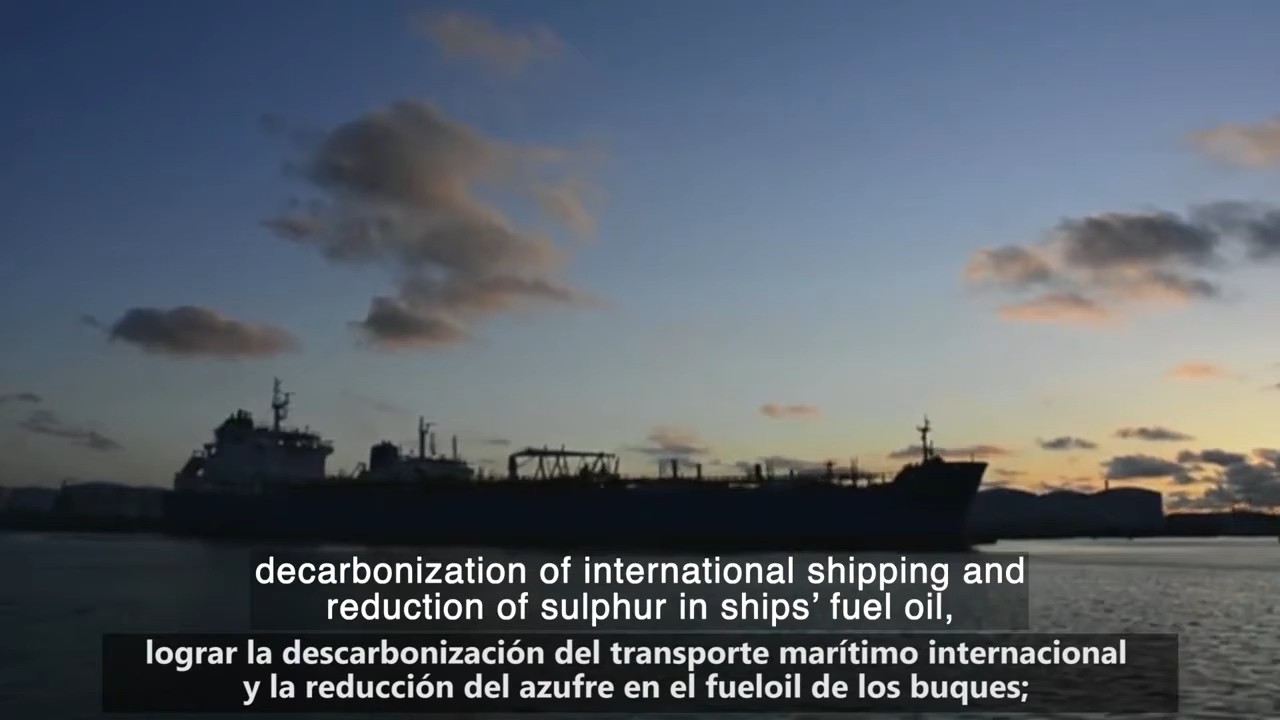 decarbonization of international shipping and
reduction of sulphur in ships’ fuel oil,
lograr la descarbonización del transporte marítimo internacional
y la reducción del azufre en el fueloil de los buques;